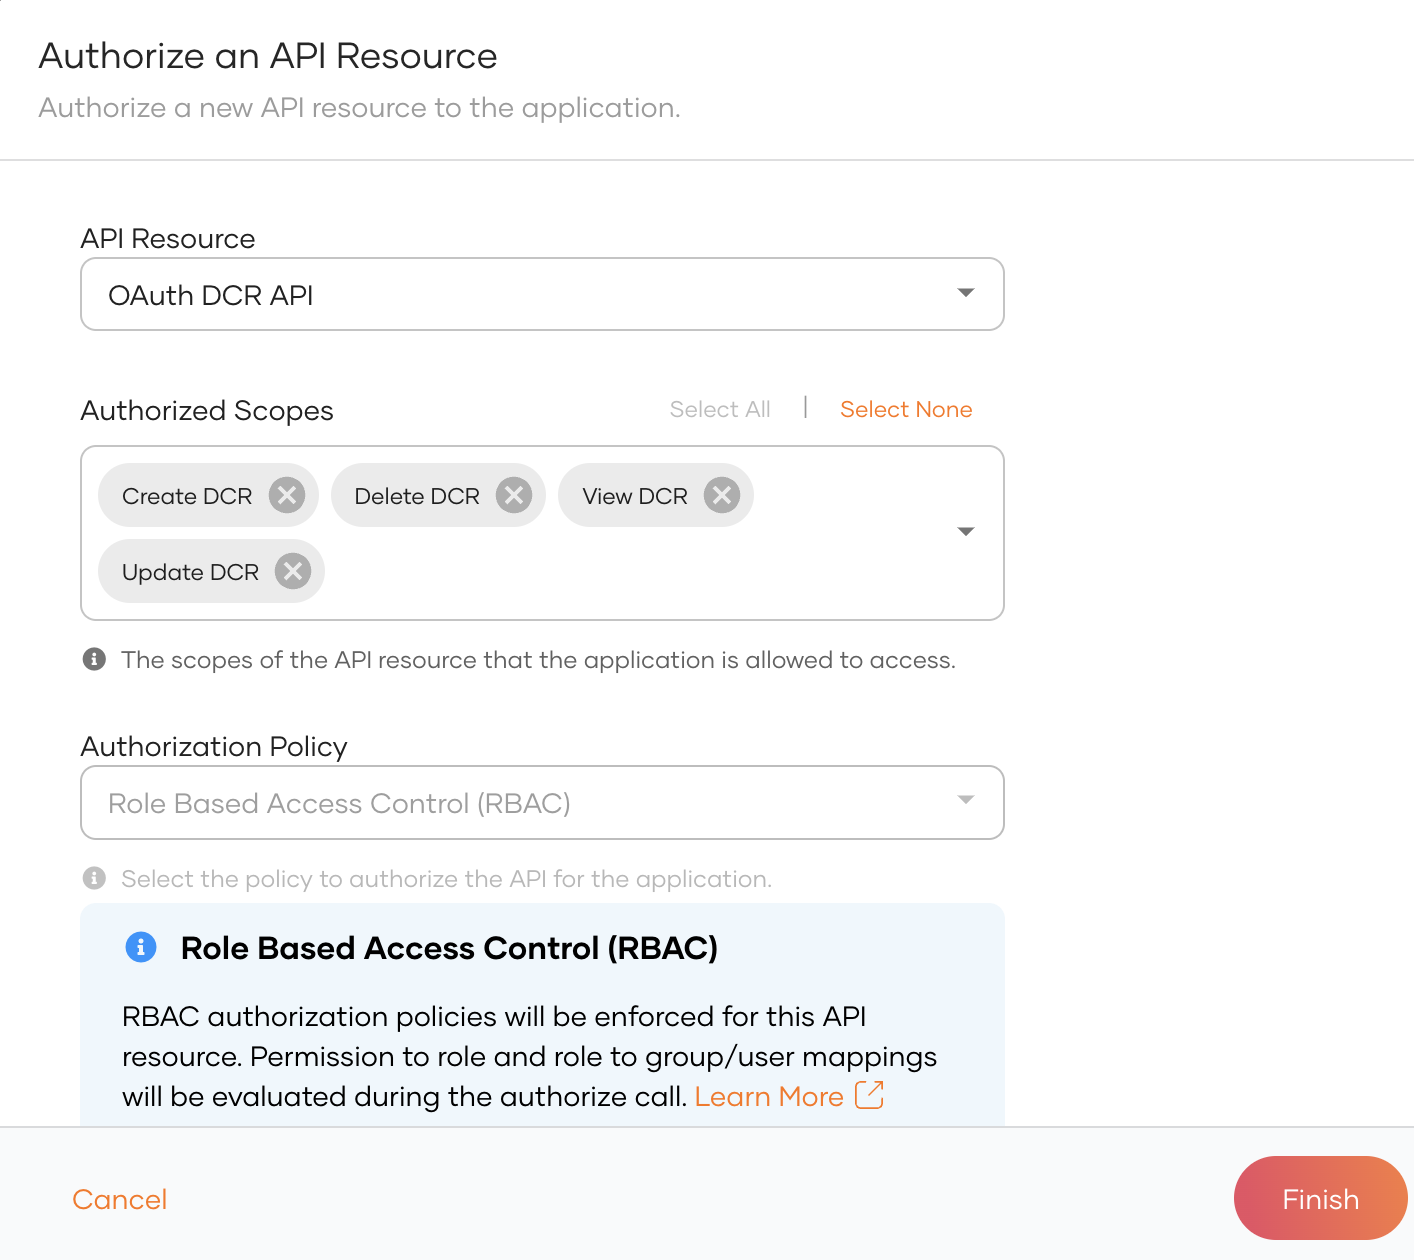 Authorize an API Resource
Authorize a new API resource to the application.
API Resource
OAuth DCR API
Authorized Scopes
Select All | Select None
Create DCR
Delete DCR
View DCR
Update DCR
The scopes of the API resource that the application is allowed to access.
Authorization Policy
Role Based Access Control (RBAC)
Select the policy to authorize the API for the application.
Role Based Access Control (RBAC)
RBAC authorization policies will be enforced for this API
resource. Permission to role and role to group/user mappings
will be evaluated during the authorize call. Learn More
Cancel
Finish